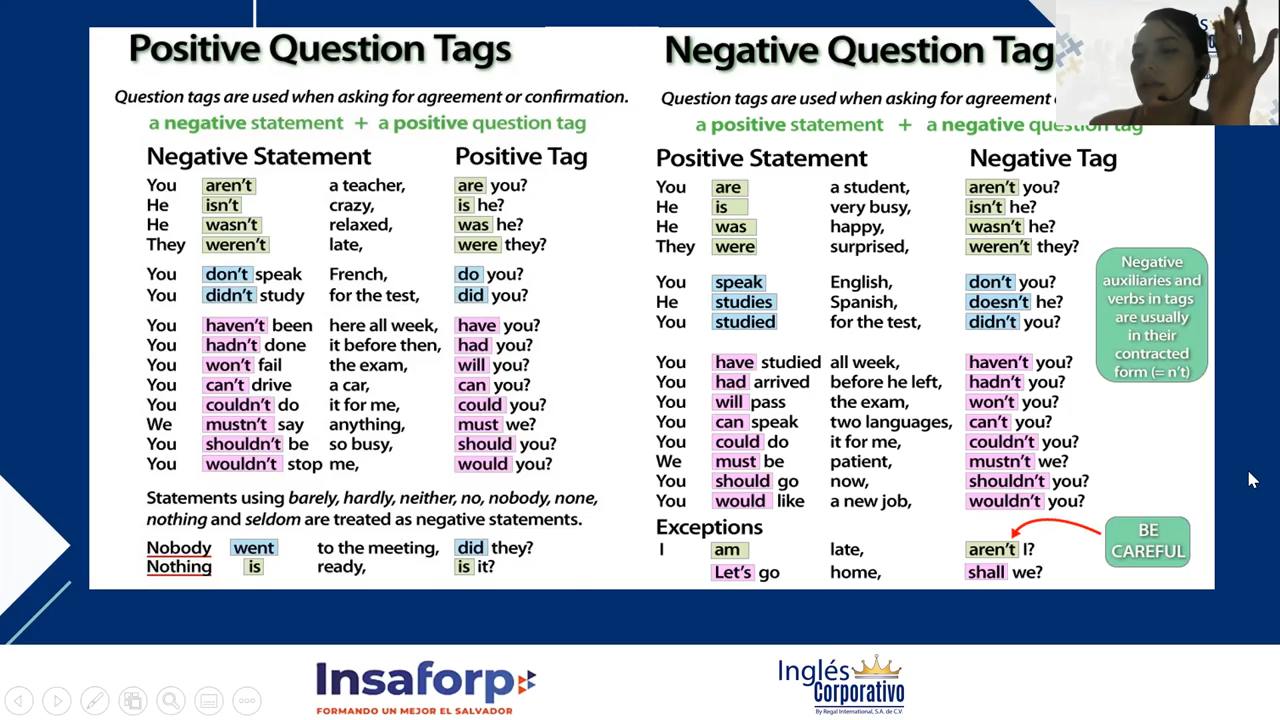 Positive Question Tags
Question tags are used when asking for agreement or confirmation.
a negative statement + a positive question tag
Negative Statement Positive Tag
You aren't a teacher, are you?
He isn't crazy, is he?
He wasn't relaxed, was he?
They weren't late, were they?
You don't speak French, do you?
You didn't study for the test, did you?
You haven't been here all week, have you?
You hadn't done it before then, had you?
You won't fail the exam, will you?
You can't drive a car, can you?
You couldn't do it for me, could you?
We mustn't say anything, must we?
You shouldn't be so busy, should you?
You wouldn't stop me, would you?
Statements using barely, hardly, neither, no, nobody, none,
nothing and seldom are treated as negative statements.
Nobody went to the meeting, did they?
Nothing is ready, is it?
Negative Question Tag
Question tags are used when asking for agreement
a positive statement + a negative question tag
Positive Statement Negative Tag
You are a student, aren't you?
He is very busy, isn't he?
He was happy, wasn't he?
They were surprised, weren't they?
You speak English, don't you?
He studies Spanish, doesn't he?
You studied for the test, didn't you?
You have studied all week, haven't you?
You had arrived before he left, hadn't you?
You will pass the exam, won't you?
You can speak two languages, can't you?
You could do it for me, couldn't you?
We must be patient, mustn't we?
You should go now, shouldn't you?
You would like a new job, wouldn't you?
Exceptions
I am late, aren't I?
Let's go home, shall we?
Negative
auxiliaries and
verbs in tags
are usually
in their
contracted
form (= n't)
BE
CAREFUL
Insaforp
FORMANDO UN MEJOR EL SALVADOR
Inglés
Corporativo
By Regal International, S.A. de C.V.